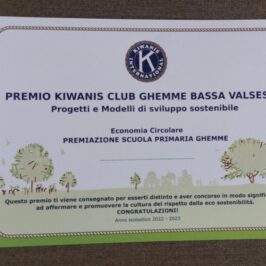 KIWANIS
INTERNATIONAL
K
PREMIO KIWANIS CLUB GHEMME BASSA VALSES
Progetti e Modelli di sviluppo sostenibile
Economia Circolare
PREMIAZIONE SCUOLA PRIMARIA GHEMME
Questo premio ti viene consegnato per esserti distinto e aver concorso in modo signifi
ad affermare e promuovere la cultura del rispetto della eco sostenibilità,
CONGRATULAZIONI!
Anno scolastico 2022 - 2023